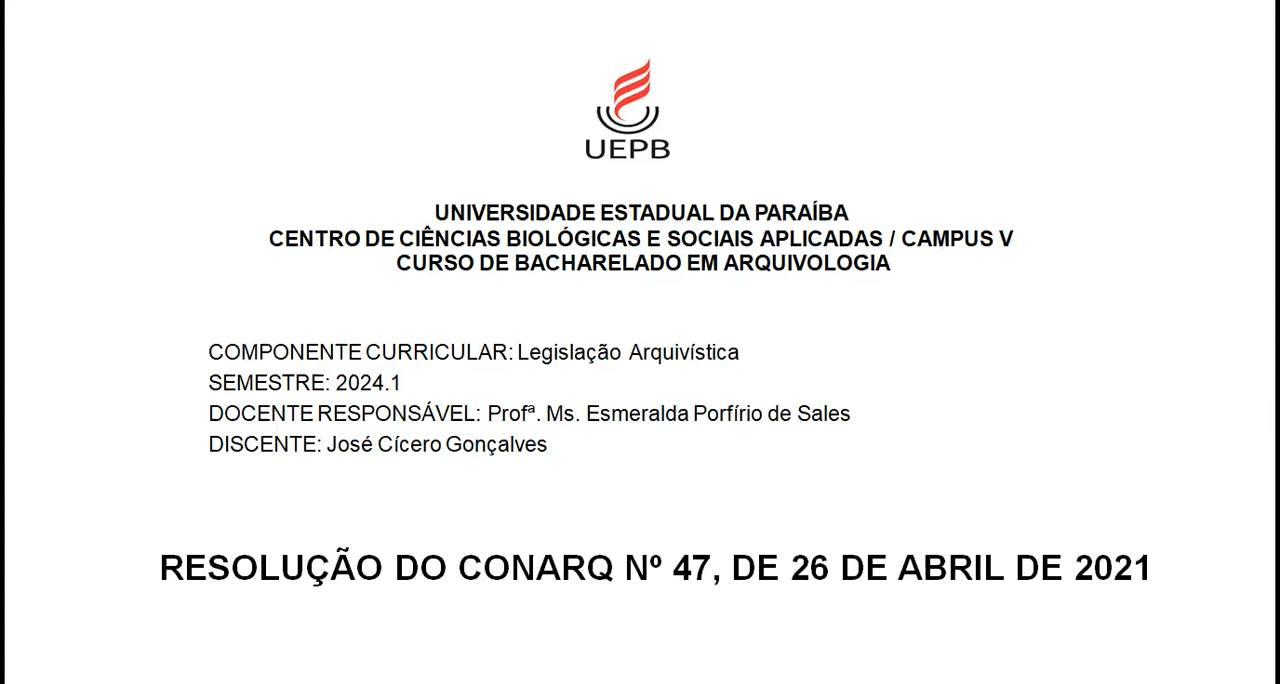 UEPB
UNIVERSIDADE ESTADUAL DA PARAÍBA
CENTRO DE CIÊNCIAS BIOLÓGICAS E SOCIAIS APLICADAS / CAMPUS V
CURSO DE BACHARELADO EM ARQUIVOLOGIA
COMPONENTE CURRICULAR: Legislação Arquivística
SEMESTRE: 2024.1
DOCENTE RESPONSÁVEL: Profª. Ms. Esmeralda Porfírio de Sales
DISCENTE: José Cícero Gonçalves
RESOLUÇÃO DO CONARQ Nº 47, DE 26 DE ABRIL DE 2021